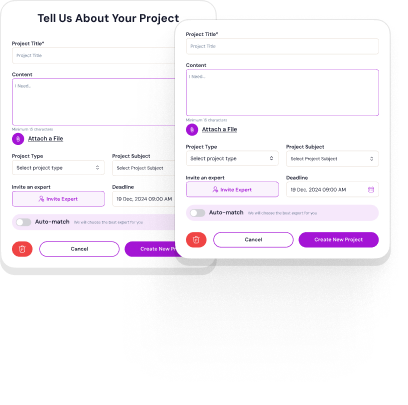 Tell Us About Your Project
Project Title*
Project Title
Content
I Need..
Minimum 15 characters
Attach a File
Project Type
Project Subject
Select project type
Select Project Subject
Invite an expert
Deadline
Invite Expert
19 Dec, 2024 09:00 AM
Auto-match
We will choose the best expert for you
Cancel
Create New P
Project Title*
Project Title
Content
I Need..
Minimum 15 characters
Attach a File
Project Type
Project Subject
Select project type
Select Project Subject
Invite an expert
Deadline
Invite Expert
19 Dec, 2024 09:00 AM
Auto-match
We will choose the best expert for you
Cancel
Create New Project